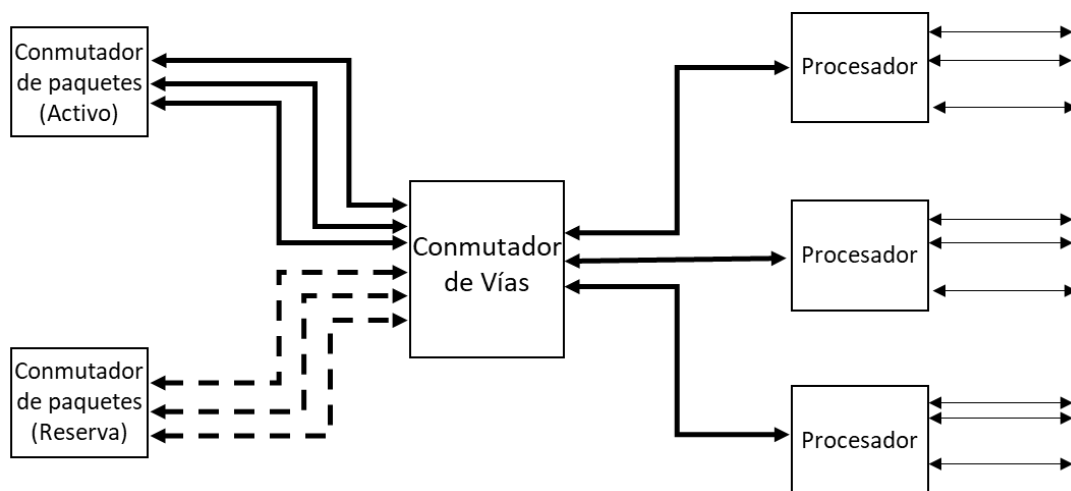 Conmutador
de paquetes
(Activo)
Procesador
Conmutador
de Vías
Procesador
Conmutador
de paquetes
(Reserva)
Procesador